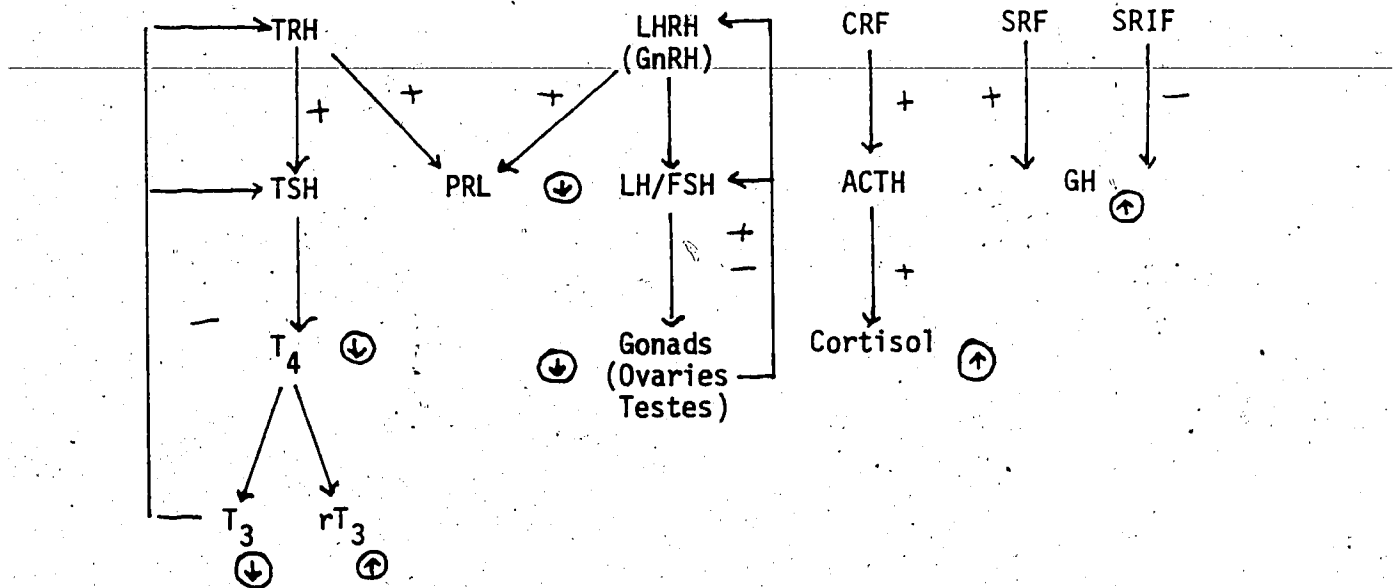 TRH LHRH CRF SRF SRIF
(GnRH)
+ + + + + −
TSH PRL ↓ LH/FSH ACTH GH ↑
+
− +
− T4 ↓ ↓ Gonads Cortisol ↑
(Ovaries
Testes)
T3 rT3
↓ ↑